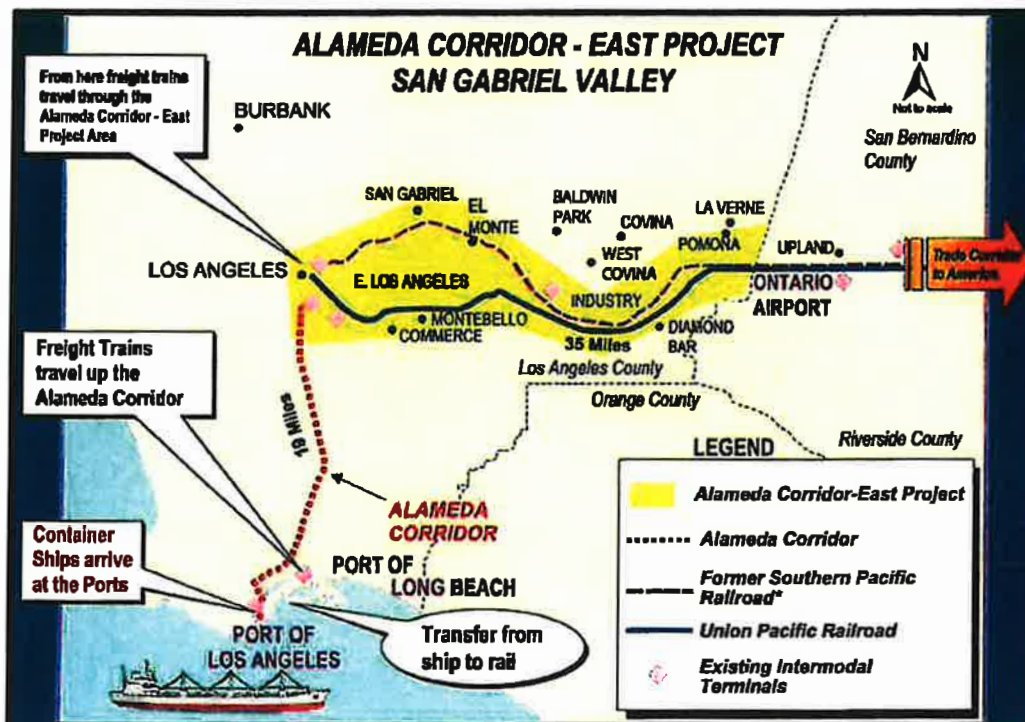 ALAMEDA CORRIDOR - EAST PROJECT
SAN GABRIEL VALLEY
From here freight trains
travel through the
Alameda Corridor - East
Project Area
BURBANK
N
Not to scale
San Bernardino
County
SAN GABRIEL
EL
MONTE
BALDWIN
PARK
COVINA
WEST
COVINA
LA VERNE
POMONA
UPLAND
Trade Corridor
to America
LOS ANGELES
E. LOS ANGELES
INDUSTRY
ONTARIO
AIRPORT
MONTEBELLO
COMMERCE
35 Miles
DIAMOND
BAR
Los Angeles County
Orange County
Riverside County
Freight Trains
travel up the
Alameda Corridor
19 Miles
ALAMEDA
CORRIDOR
Container
Ships arrive
at the Ports
PORT OF
LONG BEACH
PORT OF
LOS ANGELES
Transfer from
ship to rail
LEGEND
Alameda Corridor-East Project
Alameda Corridor
Former Southern Pacific
Railroad*
Union Pacific Railroad
Existing Intermodal
Terminals